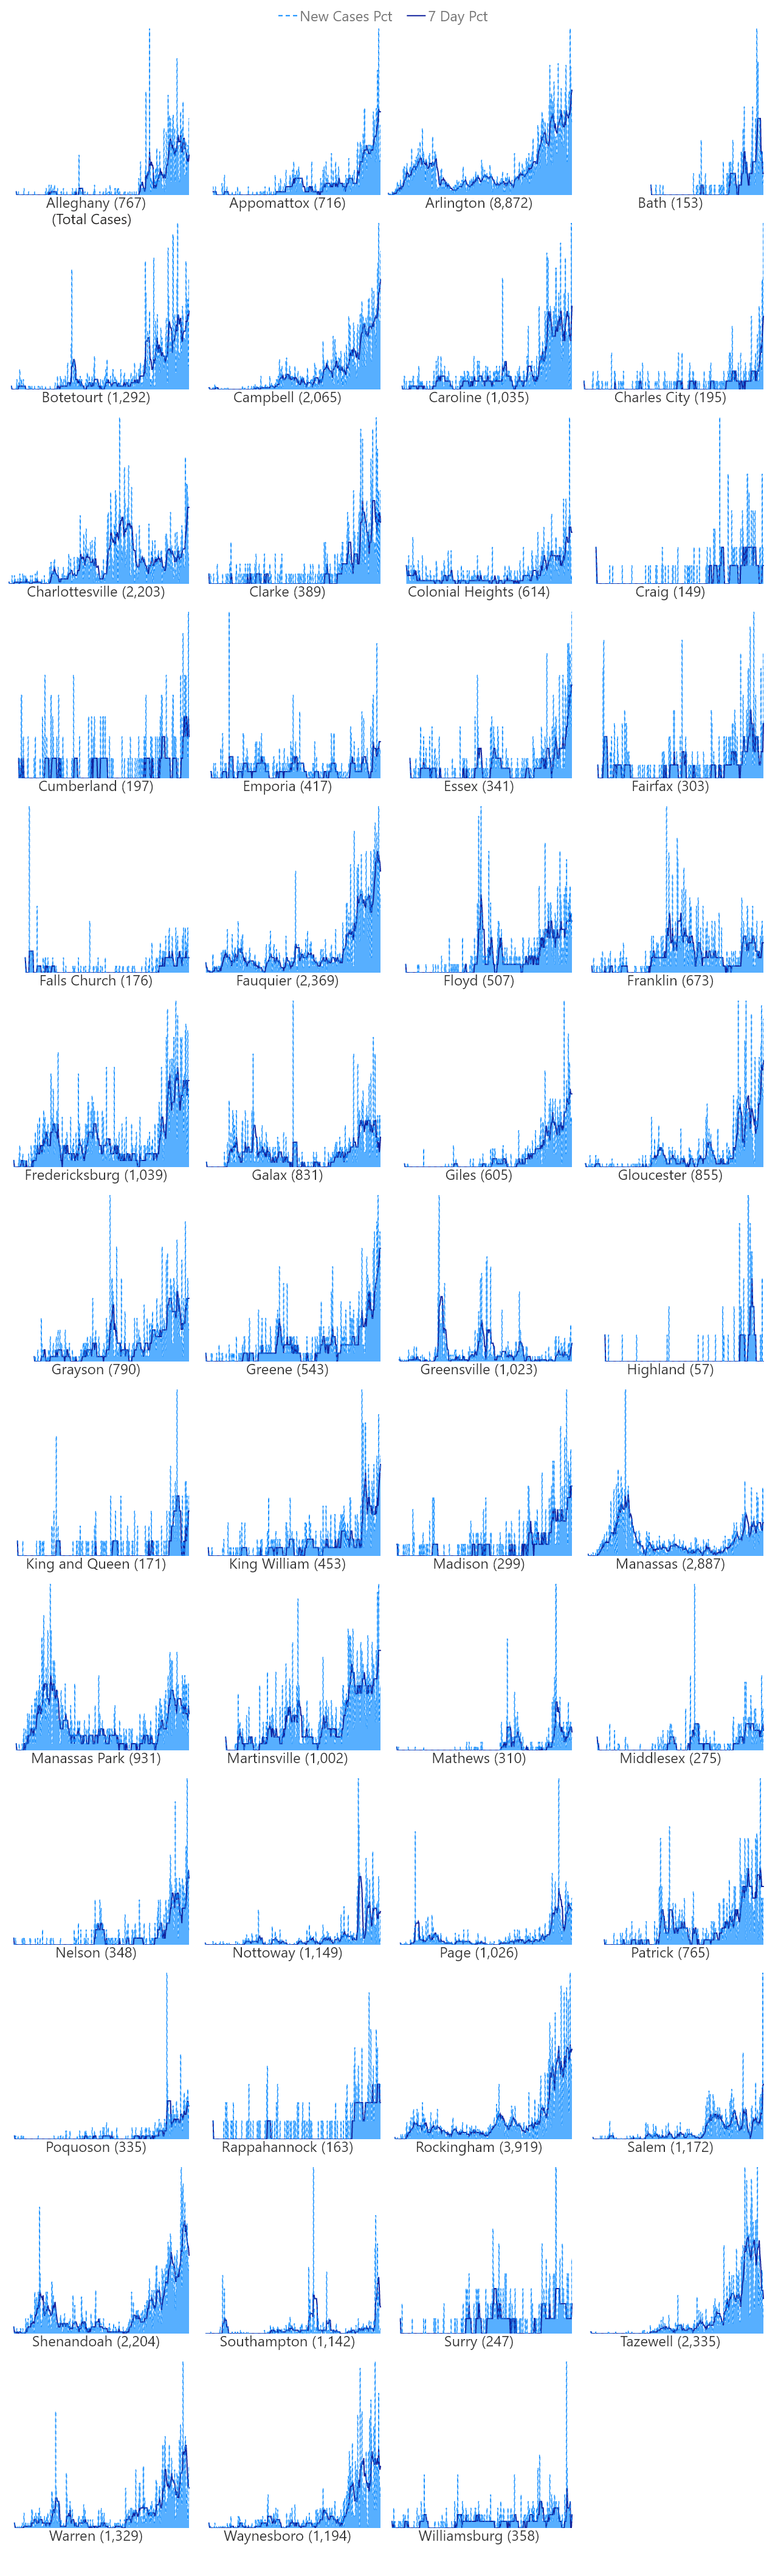 New Cases Pct 7 Day Pct
Alleghany (767) Appomattox (716) Arlington (8,872) Bath (153)
(Total Cases)
Botetourt (1,292) Campbell (2,065) Caroline (1,035) Charles City (195)
Charlottesville (2,203) Clarke (389) Colonial Heights (614) Craig (149)
Cumberland (197) Emporia (417) Essex (341) Fairfax (303)
Falls Church (176) Fauquier (2,369) Floyd (507) Franklin (673)
Fredericksburg (1,039) Galax (831) Giles (605) Gloucester (855)
Grayson (790) Greene (543) Greensville (1,023) Highland (57)
King and Queen (171) King William (453) Madison (299) Manassas (2,887)
Manassas Park (931) Martinsville (1,002) Mathews (310) Middlesex (275)
Nelson (348) Nottoway (1,149) Page (1,026) Patrick (765)
Poquoson (335) Rappahannock (163) Rockingham (3,919) Salem (1,172)
Shenandoah (2,204) Southampton (1,142) Surry (247) Tazewell (2,335)
Warren (1,329) Waynesboro (1,194) Williamsburg (358)